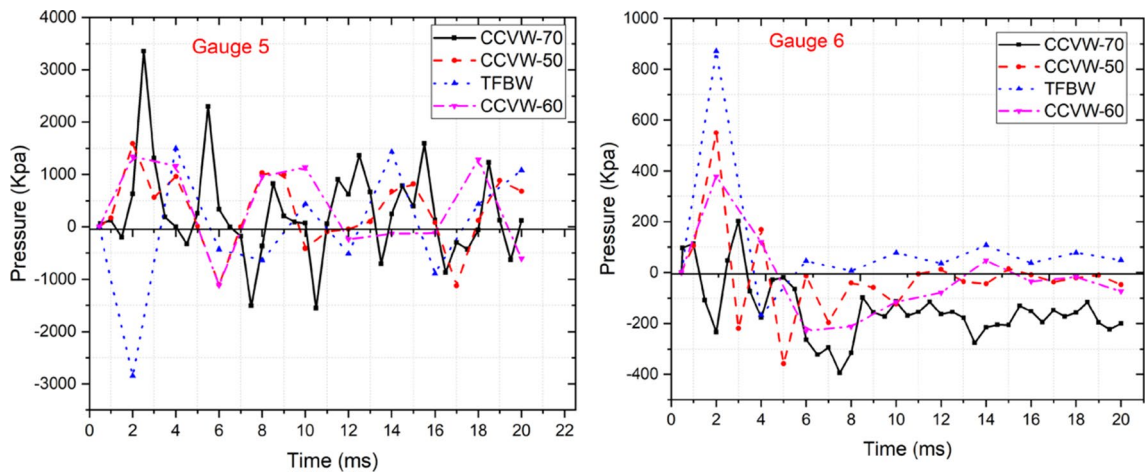 Gauge 5
CCVW-70
CCVW-50
TFBW
CCVW-60
Pressure (Kpa)
4000
3000
2000
1000
0
-1000
-2000
-3000
0 2 4 6 8 10 12 14 16 18 20 22
Time (ms)
Gauge 6
CCVW-70
CCVW-50
TFBW
CCVW-60
Pressure (Kpa)
1000
800
600
400
200
0
-200
-400
0 2 4 6 8 10 12 14 16 18 20
Time (ms)